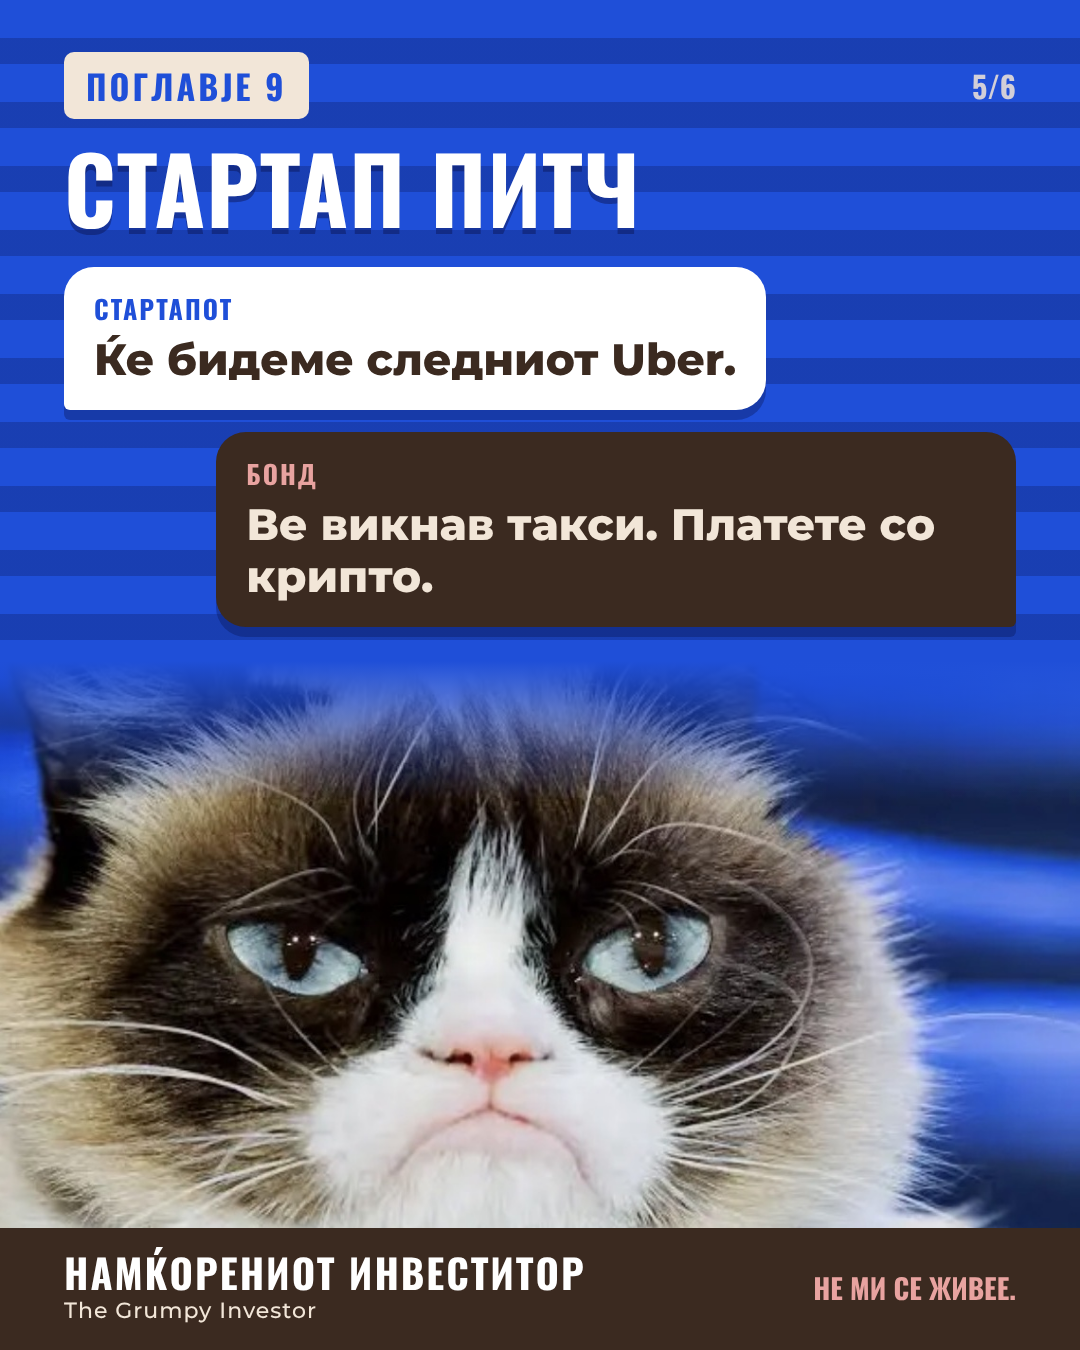 ПОГЛАВЈЕ 9
5/6
СТАРТАП ПИТЧ
СТАРТАПОТ
Ќе бидеме следниот Uber.
БОНД
Ве викнав такси. Платете со
крипто.
НАМЌОРЕНИОТ ИНВЕСТИТОР
The Grumpy Investor
НЕ МИ СЕ ЖИВЕЕ.